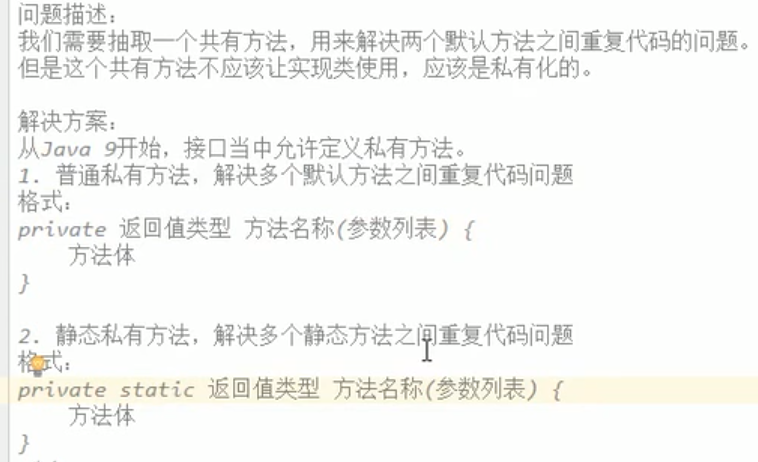 问题描述：
我们需要抽取一个共有方法，用来解决两个默认方法之间重复代码的问题。
但是这个共有方法不应该让实现类使用，应该是私有化的。
解决方案：
从Java 9开始，接口当中允许定义私有方法。
1. 普通私有方法，解决多个默认方法之间重复代码问题
格式：
private 返回值类型 方法名称(参数列表) {
    方法体
}
2. 静态私有方法，解决多个静态方法之间重复代码问题
格式：
private static 返回值类型 方法名称(参数列表) {
    方法体
}